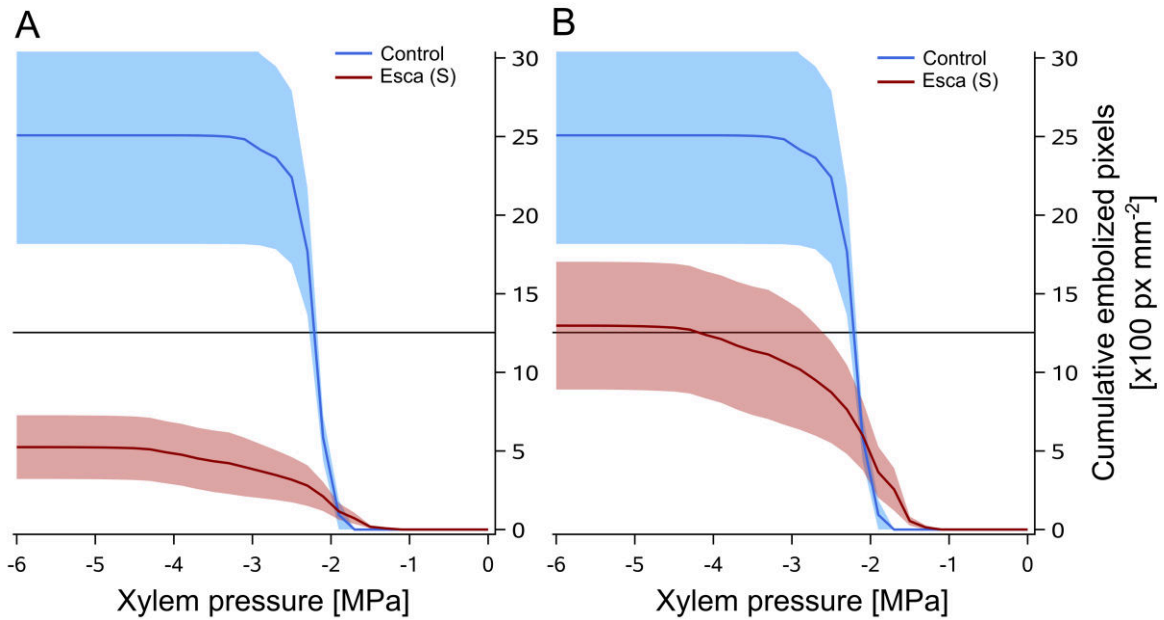 A
Control
Esca (S)
30
25
20
15
10
5
0
-6 -5 -4 -3 -2 -1 0
Xylem pressure [MPa]
B
Control
Esca (S)
30
25
20
15
10
5
0
-6 -5 -4 -3 -2 -1 0
Xylem pressure [MPa]
Cumulative embolized pixels
[x100 px mm⁻²]